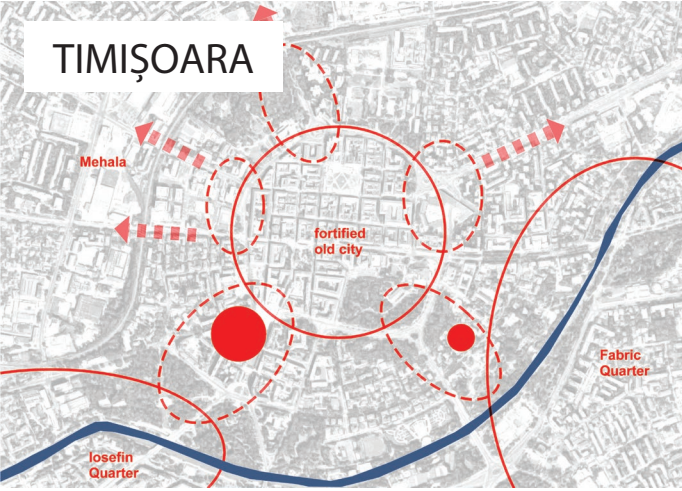 TIMIȘOARA
Mehala
fortified
old city
Fabric
Quarter
Iosefin
Quarter